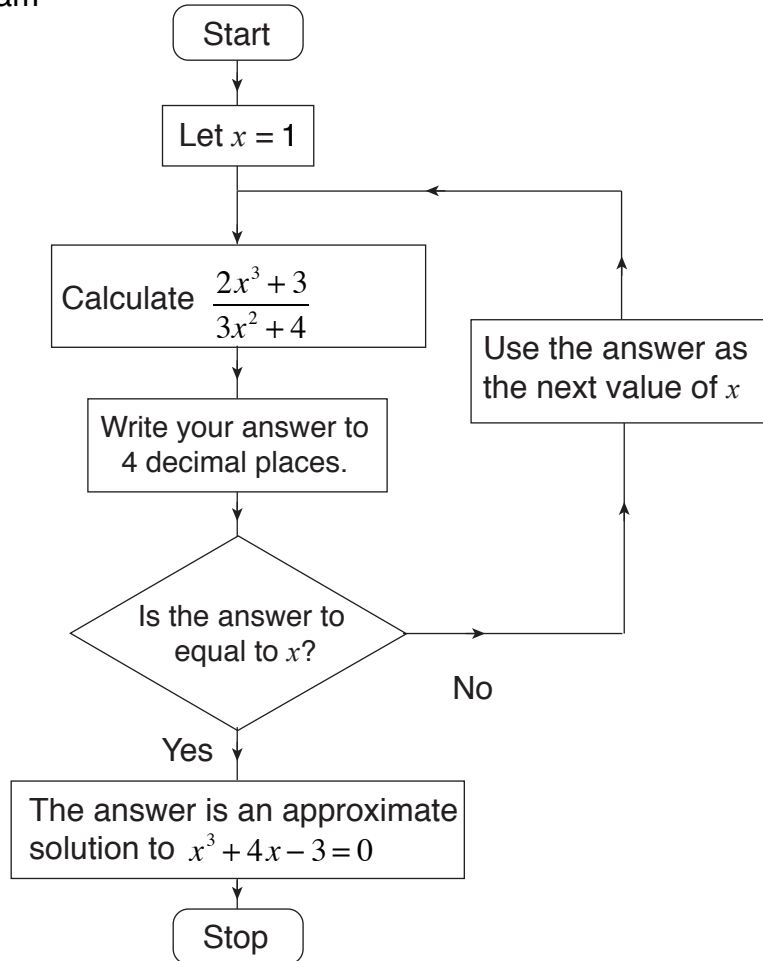 Start
Let x = 1
Calculate (2x³ + 3)/(3x² + 4)
Write your answer to
4 decimal places.
Is the answer to
equal to x?
No
Use the answer as
the next value of x
Yes
The answer is an approximate
solution to x³ + 4x − 3 = 0
Stop